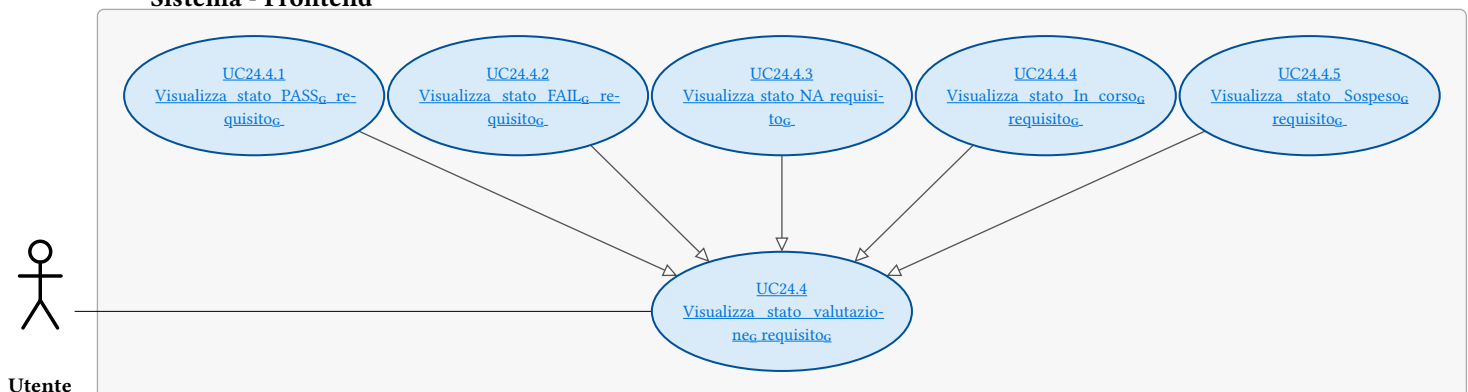 Sistema - Frontend
UC24.4.1
Visualizza stato PASSG re-
quisitoG
UC24.4.2
Visualizza stato FAILG re-
quisitoG
UC24.4.3
Visualizza stato NA requisi-
toG
UC24.4.4
Visualizza stato In corsoG
requisitoG
UC24.4.5
Visualizza stato SospesoG
requisitoG
UC24.4
Visualizza stato valutazio-
neG requisitoG
Utente